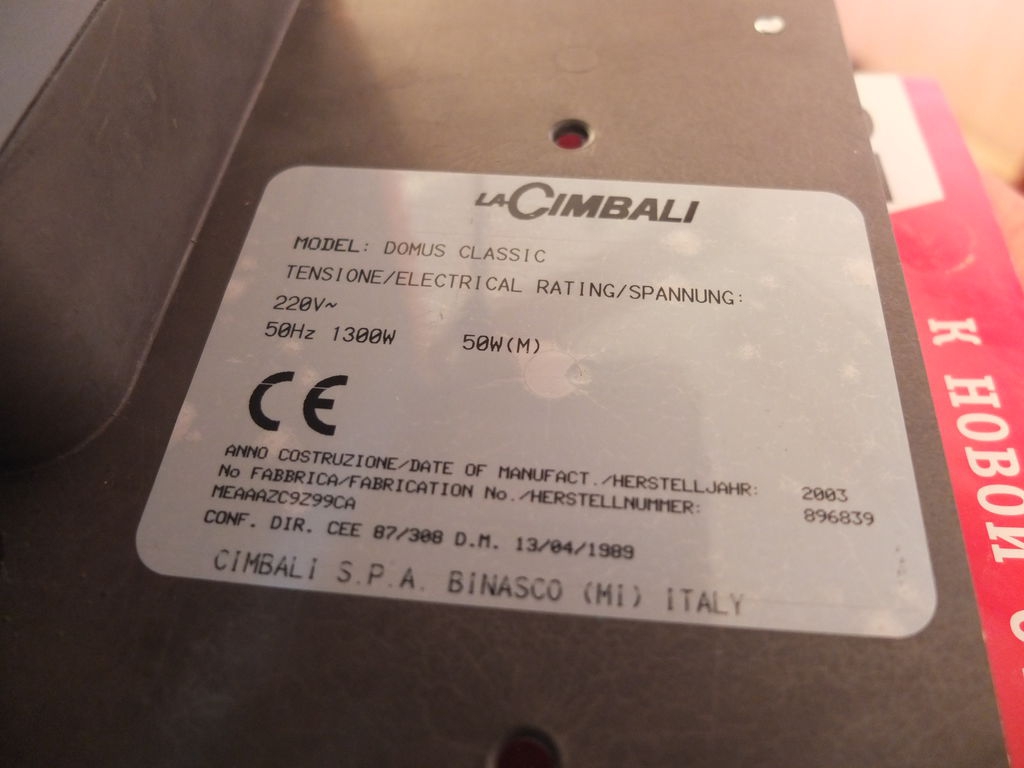 LACIMBALI
MODEL: DOMUS CLASSIC
TENSIONE/ELECTRICAL RATING/SPANNUNG:
220V~
50Hz 1300W 50W(M)
CE
ANNO COSTRUZIONE/DATE OF MANUFACT./HERSTELLJAHR: 2003
No FABBRICA/FABRICATION No./HERSTELLNUMMER: 896839
MEAAAZC9Z99CA
CONF. DIR. CEE 87/308 D.M. 13/04/1989
CIMBALI S.P.A. BINASCO (MI) ITALY
К НОВОЙ